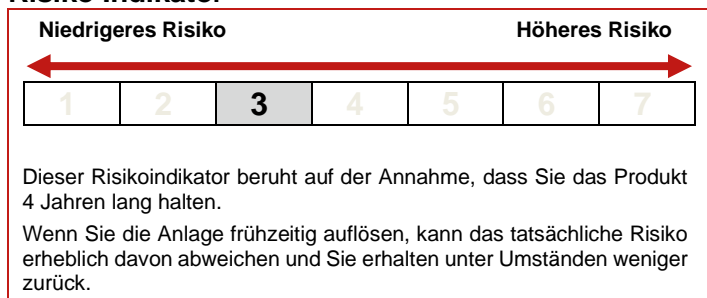 Niedrigeres Risiko Höheres Risiko
1 2 3 4 5 6 7
Dieser Risikoindikator beruht auf der Annahme, dass Sie das Produkt
4 Jahren lang halten.
Wenn Sie die Anlage frühzeitig auflösen, kann das tatsächliche Risiko
erheblich davon abweichen und Sie erhalten unter Umständen weniger
zurück.